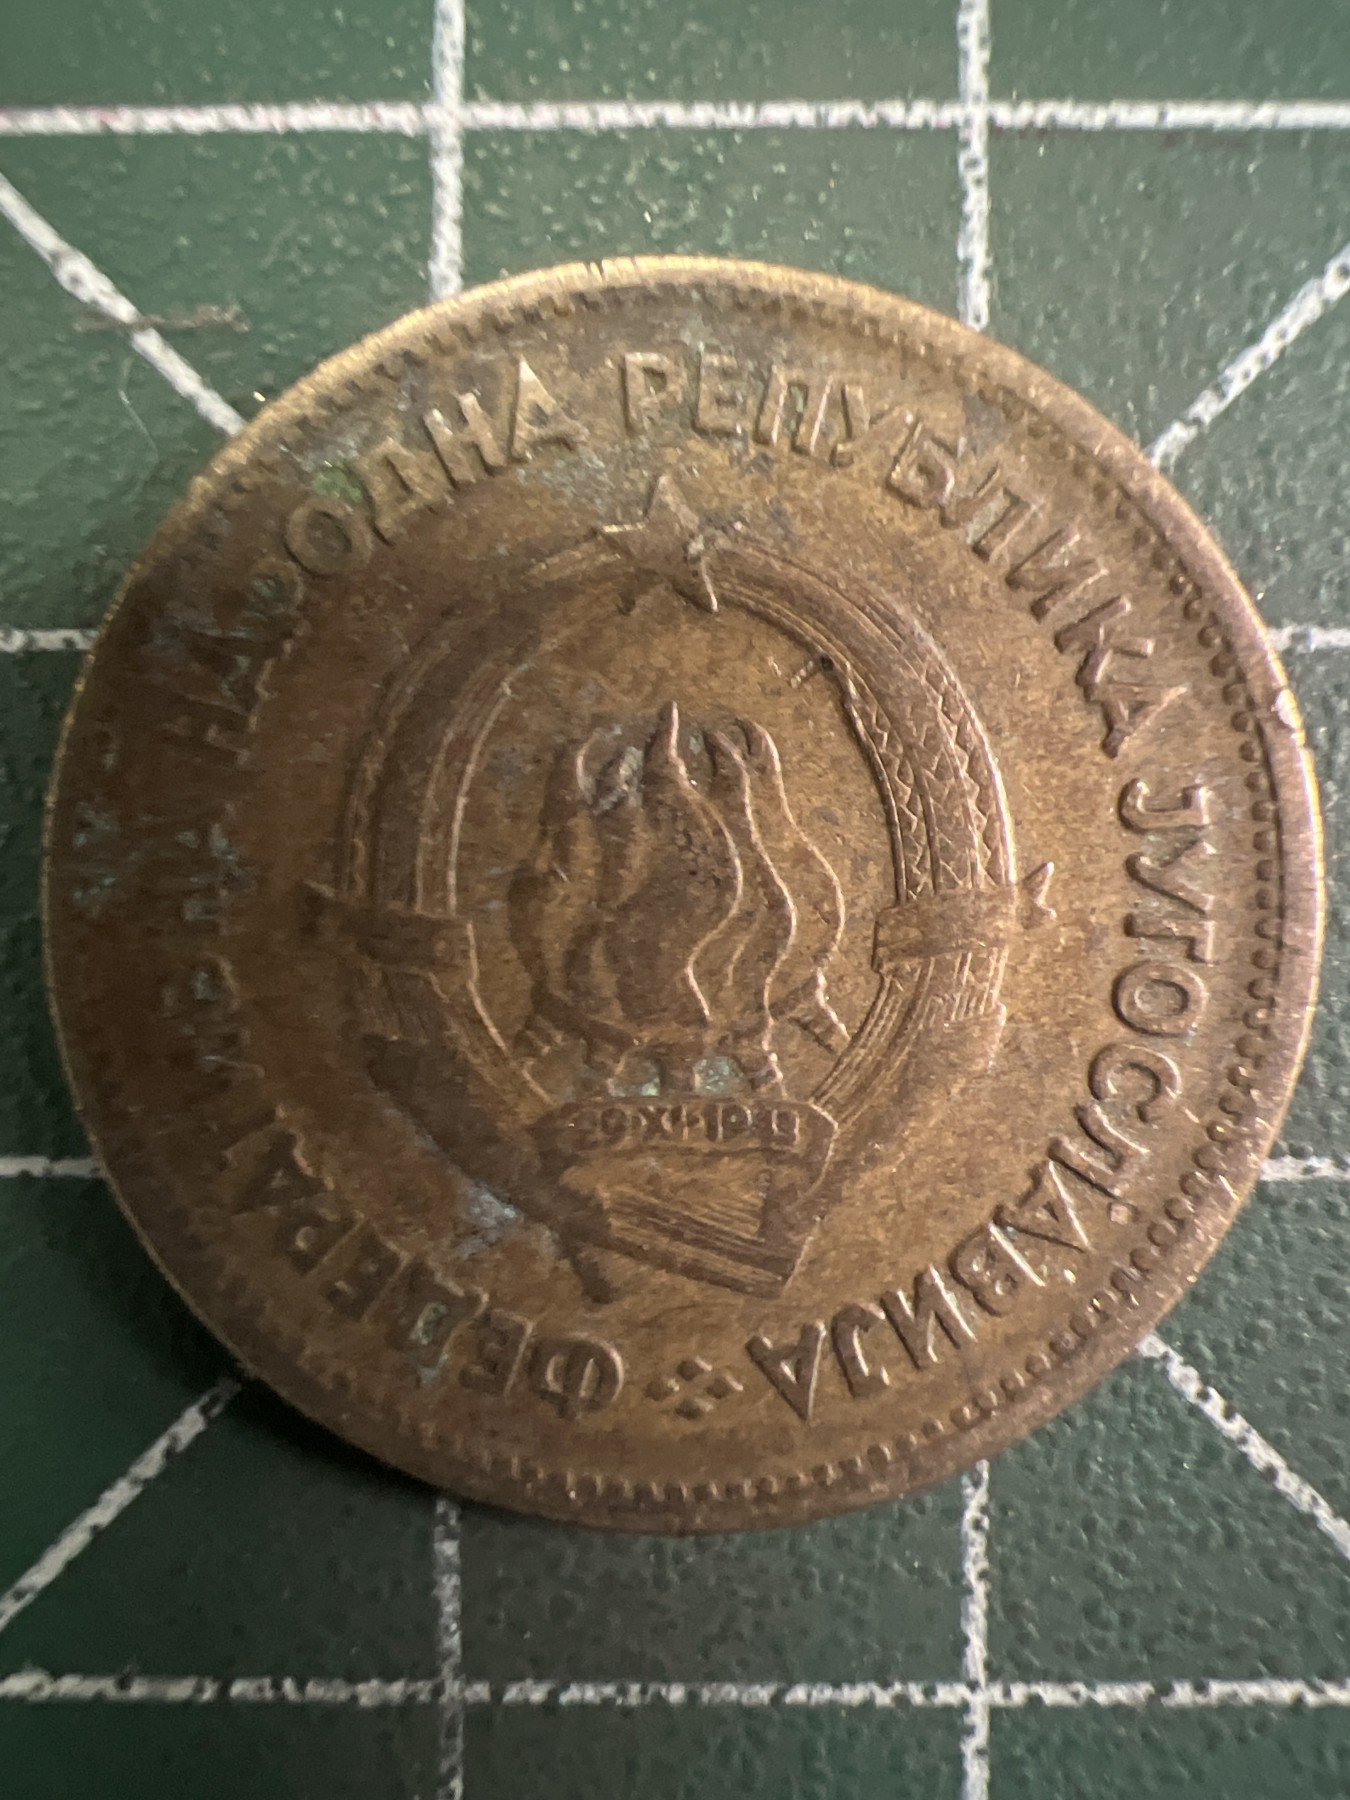 ФЕДЕРАТИВНА НАРОДНА РЕПУБЛИКА ЈУГОСЛАВИЈА
29·XI·1943